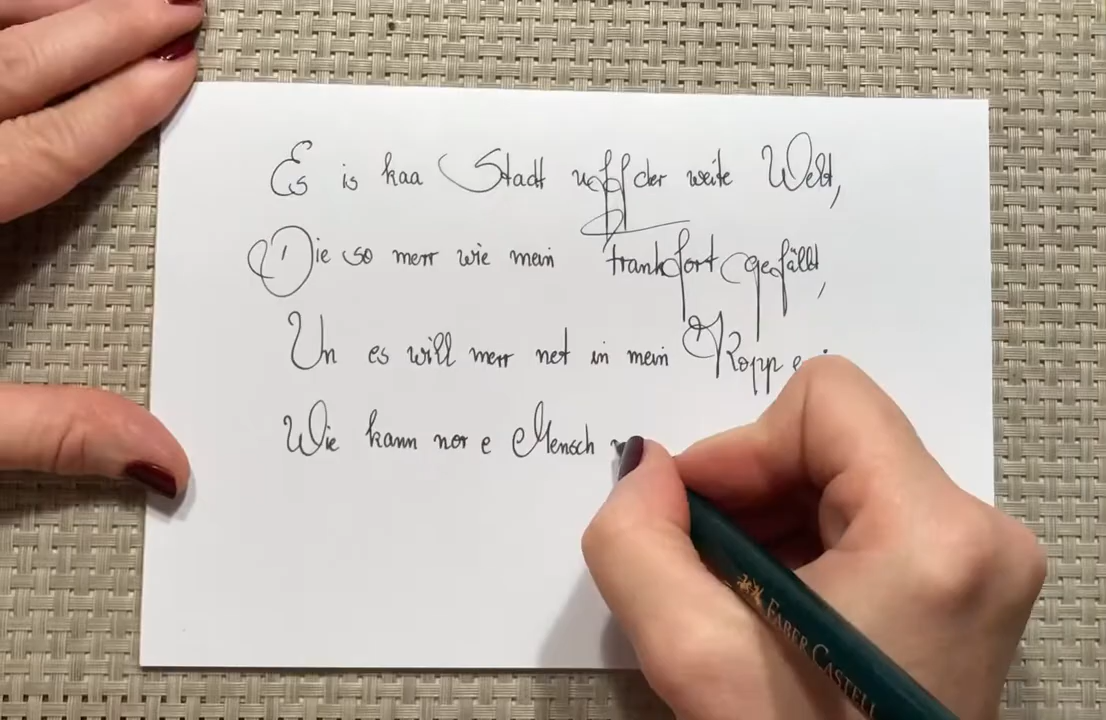 Es is kaa Stadt uff der weite Welt,
Die so merr wie mein Frankfort gefällt,
Un es will merr net in mein Kopp
Wie kann nor e Mensch
FABER CASTELL